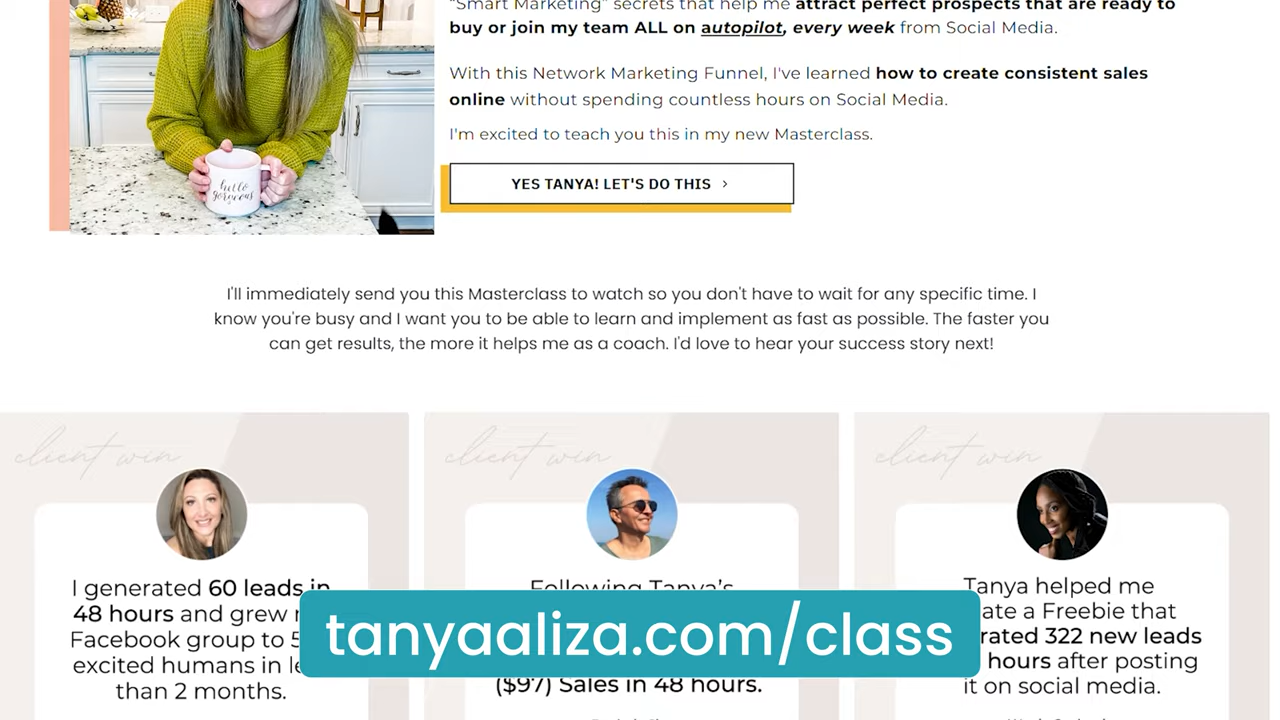 "Smart Marketing" secrets that help me attract perfect prospects that are ready to
buy or join my team ALL on autopilot, every week from Social Media.
With this Network Marketing Funnel, I've learned how to create consistent sales
online without spending countless hours on Social Media.
I'm excited to teach you this in my new Masterclass.
YES TANYA! LET'S DO THIS >
hello
gorgeous
I'll immediately send you this Masterclass to watch so you don't have to wait for any specific time. I
know you're busy and I want you to be able to learn and implement as fast as possible. The faster you
can get results, the more it helps me as a coach. I'd love to hear your success story next!
client win
I generated 60 leads in
48 hours and grew
Facebook group to
excited humans in
than 2 months.
client win
Following Tanya's
($97) Sales in 48 hours.
client win
Tanya helped me
a Freebie that
322 new leads
hours after posting
it on social media.
tanyaaliza.com/class